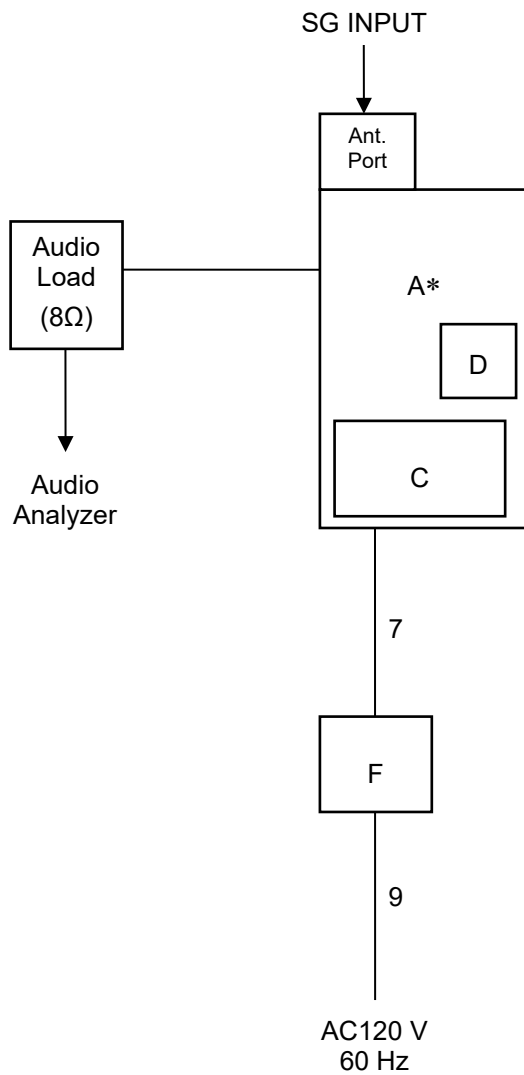 SG INPUT
Ant.
Port
Audio
Load
(8Ω)
A*
D
C
Audio
Analyzer
7
F
9
AC120 V
60 Hz